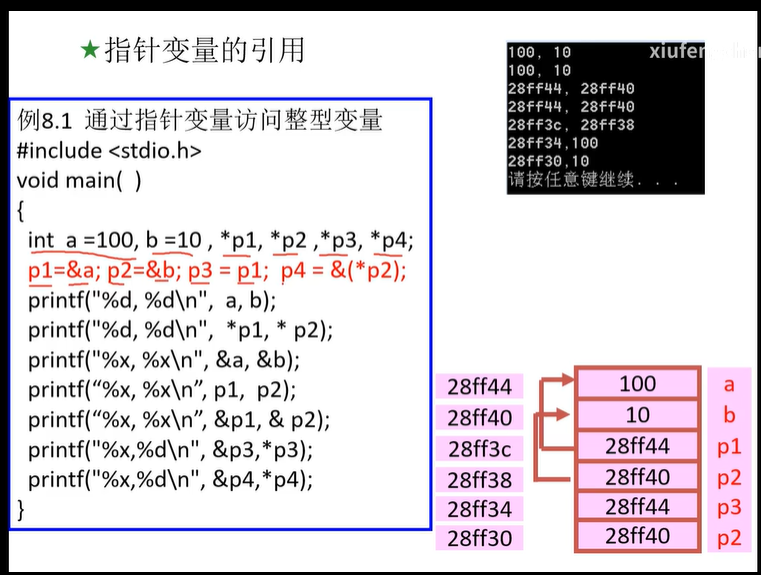 ★指针变量的引用
100, 10
100, 10
28ff44, 28ff40
28ff44, 28ff40
28ff3c, 28ff38
28ff34,100
28ff30,10
请按任意键继续. . .
例8.1 通过指针变量访问整型变量
#include <stdio.h>
void main( )
{
int a =100, b =10 , *p1, *p2 ,*p3, *p4;
p1=&a; p2=&b; p3 = p1; p4 = &(*p2);
printf("%d, %d\n", a, b);
printf("%d, %d\n", *p1, * p2);
printf("%x, %x\n", &a, &b);
printf(“%x, %x\n”, p1, p2);
printf(“%x, %x\n”, &p1, & p2);
printf("%x,%d\n", &p3,*p3);
printf("%x,%d\n", &p4,*p4);
}
28ff44 100 a
28ff40 10 b
28ff3c 28ff44 p1
28ff38 28ff40 p2
28ff34 28ff44 p3
28ff30 28ff40 p2